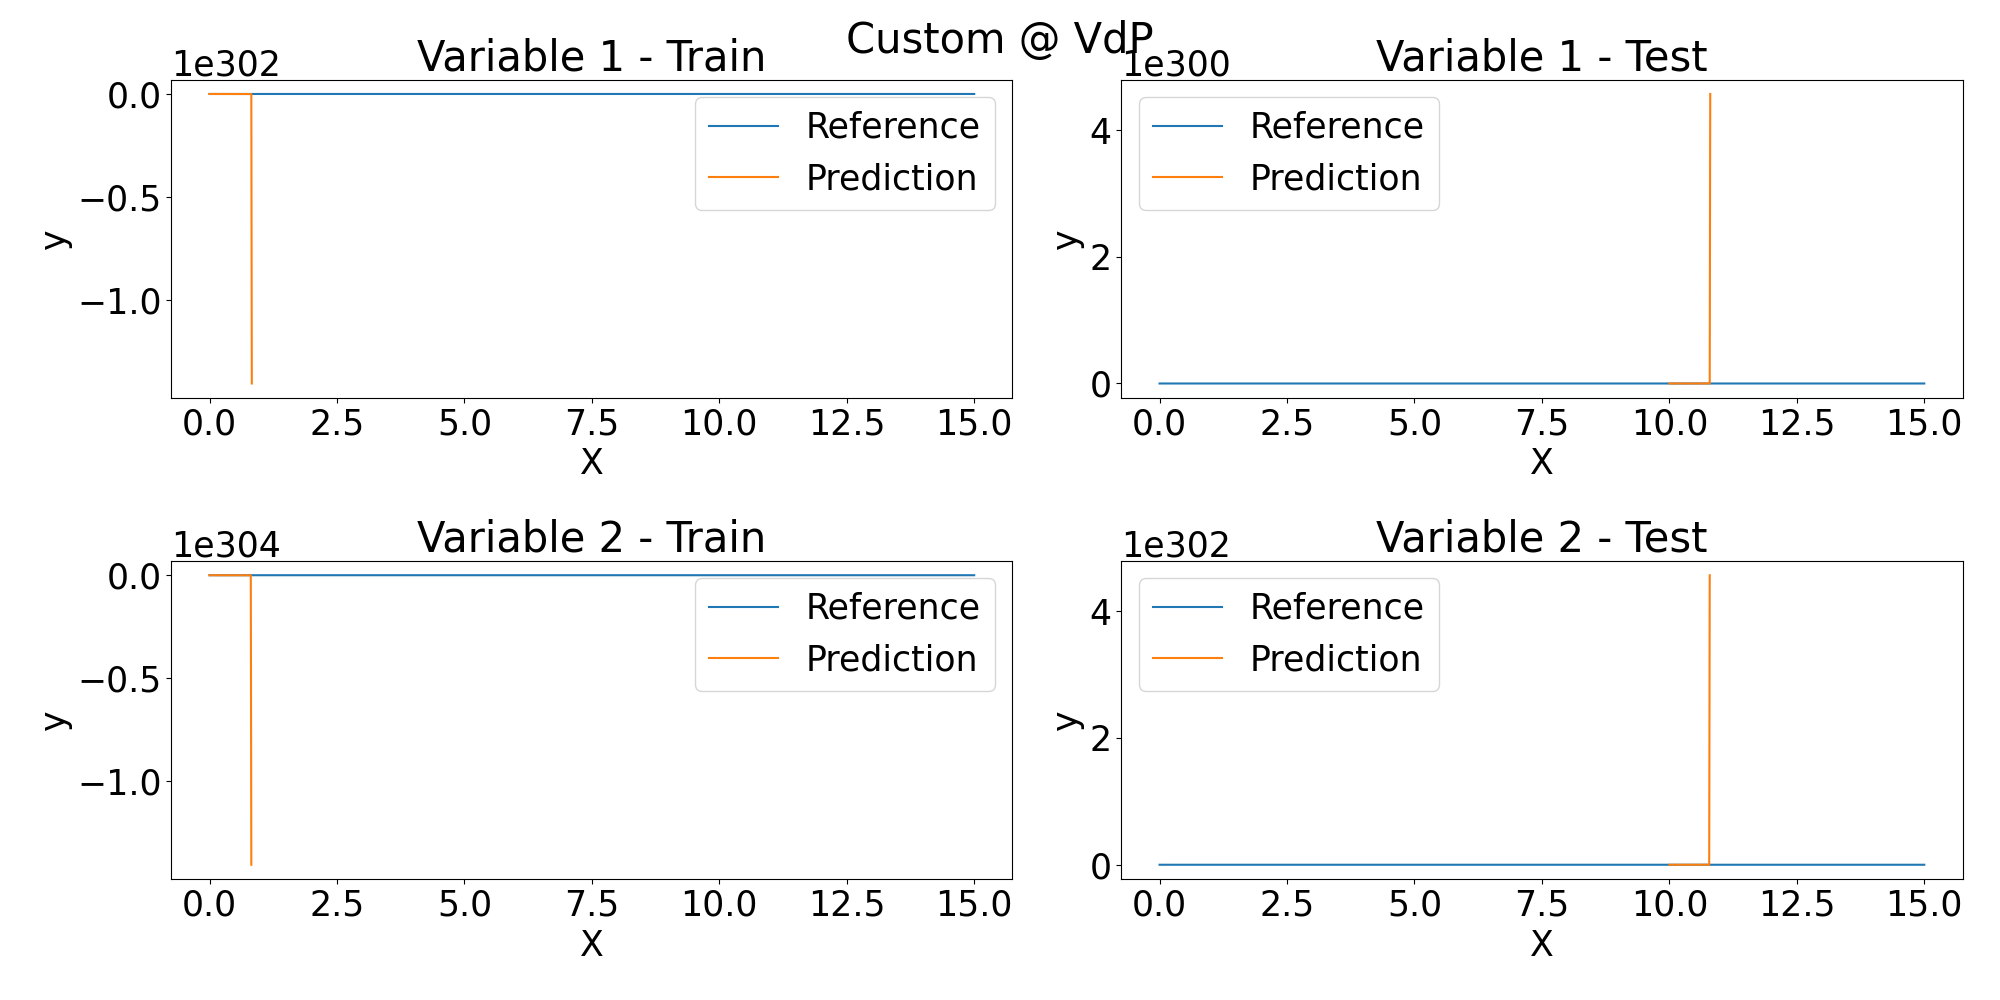 Custom @ VdP
Variable 1 - Train
1e302
0.0
−0.5
−1.0
y
Reference
Prediction
0.0 2.5 5.0 7.5 10.0 12.5 15.0
X
Variable 1 - Test
1e300
4
2
0
y
Reference
Prediction
0.0 2.5 5.0 7.5 10.0 12.5 15.0
X
Variable 2 - Train
1e304
0.0
−0.5
−1.0
y
Reference
Prediction
0.0 2.5 5.0 7.5 10.0 12.5 15.0
X
Variable 2 - Test
1e302
4
2
0
y
Reference
Prediction
0.0 2.5 5.0 7.5 10.0 12.5 15.0
X